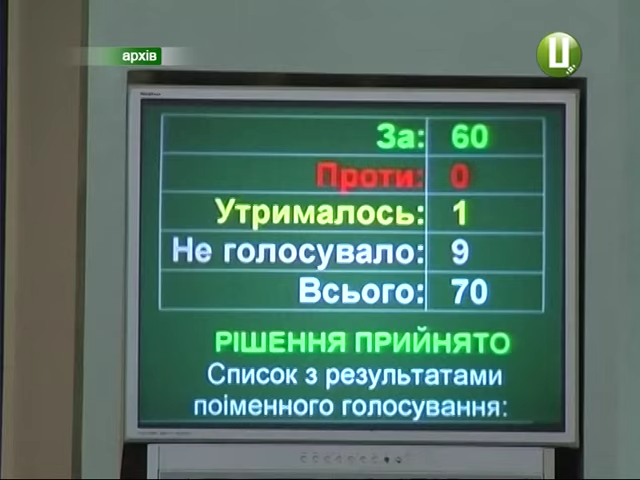 архів
Ц
За: 60
Проти: 0
Утрималось: 1
Не голосувало: 9
Всього: 70
РІШЕННЯ ПРИЙНЯТО
Список з результатами
поіменного голосування: